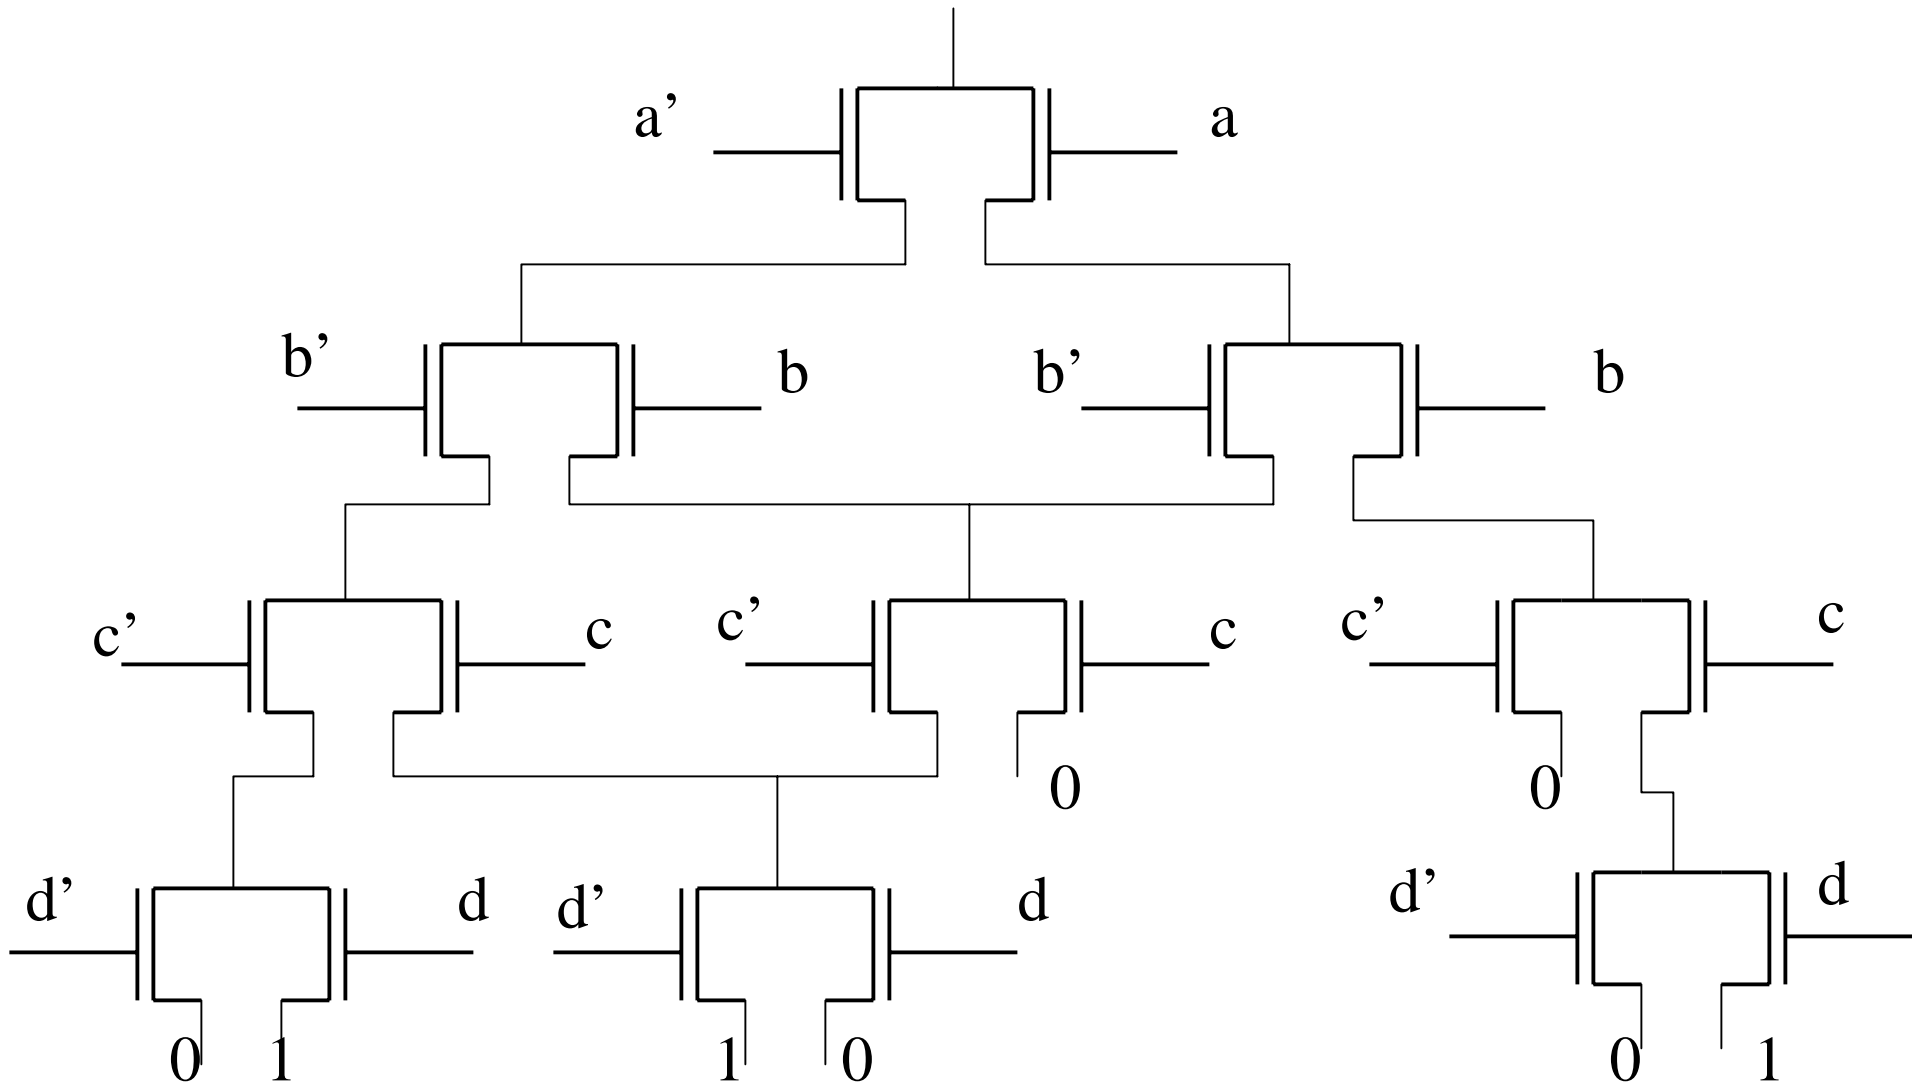 a’ a
b’ b b’ b
c’ c c’ c c’ c
0 0
d’ d d’ d d’ d
0 1 1 0 0 1